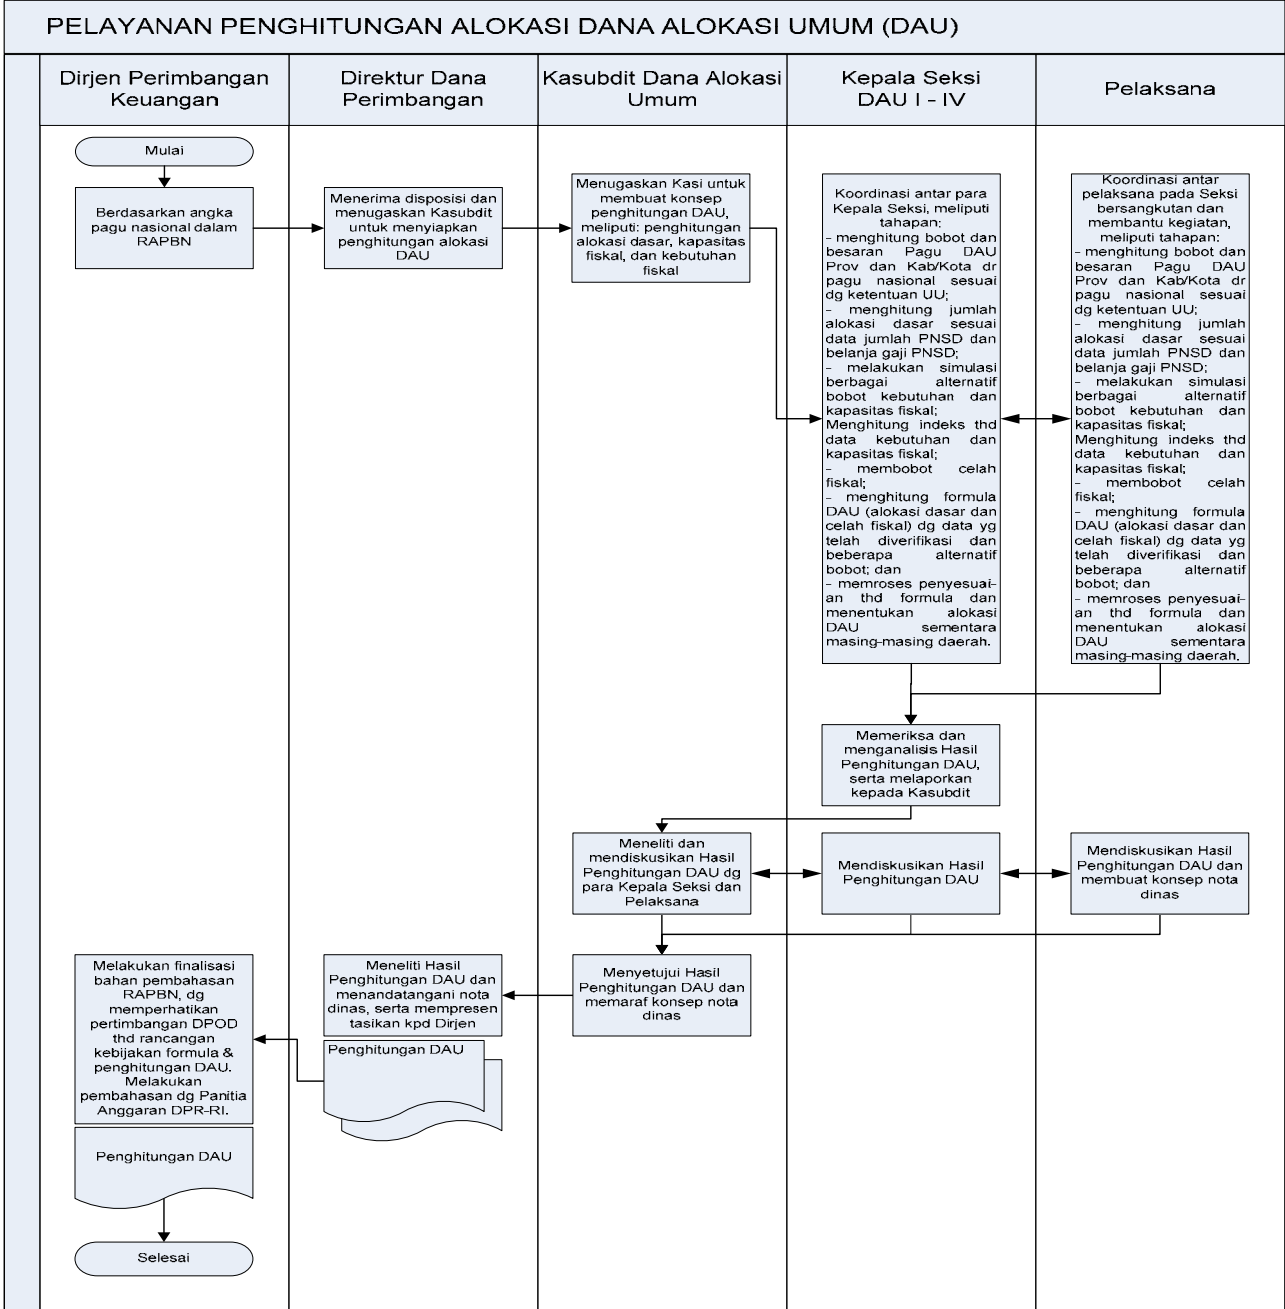 PELAYANAN PENGHITUNGAN ALOKASI DANA ALOKASI UMUM (DAU)
Dirjen Perimbangan
Keuangan
Direktur Dana
Perimbangan
Kasubdit Dana Alokasi
Umum
Kepala Seksi
DAU I - IV
Pelaksana
Mulai
Berdasarkan angka
pagu nasional dalam
RAPBN
Menerima disposisi dan
menugaskan Kasubdit
untuk menyiapkan
penghitungan alokasi
DAU
Menugaskan Kasi untuk
membuat konsep
penghitungan DAU,
meliputi: penghitungan
alokasi dasar, kapasitas
fiskal, dan kebutuhan
fiskal
Koordinasi antar para
Kepala Seksi, meliputi
tahapan:
- menghitung bobot dan
besaran Pagu DAU
Prov dan Kab/Kota dr
pagu nasional sesuai
dg ketentuan UU;
- menghitung jumlah
alokasi dasar sesuai
data jumlah PNSD dan
belanja gaji PNSD;
- melakukan simulasi
berbagai alternatif
bobot kebutuhan dan
kapasitas fiskal;
Menghitung indeks thd
data kebutuhan dan
kapasitas fiskal;
- membobot celah
fiskal;
- menghitung formula
DAU (alokasi dasar dan
celah fiskal) dg data yg
telah diverifikasi dan
beberapa alternatif
bobot; dan
- memroses penyesuai-
an thd formula dan
menentukan alokasi
DAU sementara
masing-masing daerah.
Koordinasi antar
pelaksana pada Seksi
bersangkutan dan
membantu kegiatan,
meliputi tahapan:
- menghitung bobot dan
besaran Pagu DAU
Prov dan Kab/Kota dr
pagu nasional sesuai
dg ketentuan UU;
- menghitung jumlah
alokasi dasar sesuai
data jumlah PNSD dan
belanja gaji PNSD;
- melakukan simulasi
berbagai alternatif
bobot kebutuhan dan
kapasitas fiskal;
Menghitung indeks thd
data kebutuhan dan
kapasitas fiskal;
- membobot celah
fiskal;
- menghitung formula
DAU (alokasi dasar dan
celah fiskal) dg data yg
telah diverifikasi dan
beberapa alternatif
bobot; dan
- memroses penyesuai-
an thd formula dan
menentukan alokasi
DAU sementara
masing-masing daerah.
Memeriksa dan
menganalisis Hasil
Penghitungan DAU,
serta melaporkan
kepada Kasubdit
Meneliti dan
mendiskusikan Hasil
Penghitungan DAU dg
para Kepala Seksi dan
Pelaksana
Mendiskusikan Hasil
Penghitungan DAU
Mendiskusikan Hasil
Penghitungan DAU dan
membuat konsep nota
dinas
Melakukan finalisasi
bahan pembahasan
RAPBN, dg
memperhatikan
pertimbangan DPOD
thd rancangan
kebijakan formula &
penghitungan DAU.
Melakukan
pembahasan dg Panitia
Anggaran DPR-RI.
Meneliti Hasil
Penghitungan DAU dan
menandatangani nota
dinas, serta mempresen
tasikan kpd Dirjen
Menyetujui Hasil
Penghitungan DAU dan
memaraf konsep nota
dinas
Penghitungan DAU
Penghitungan DAU
Selesai